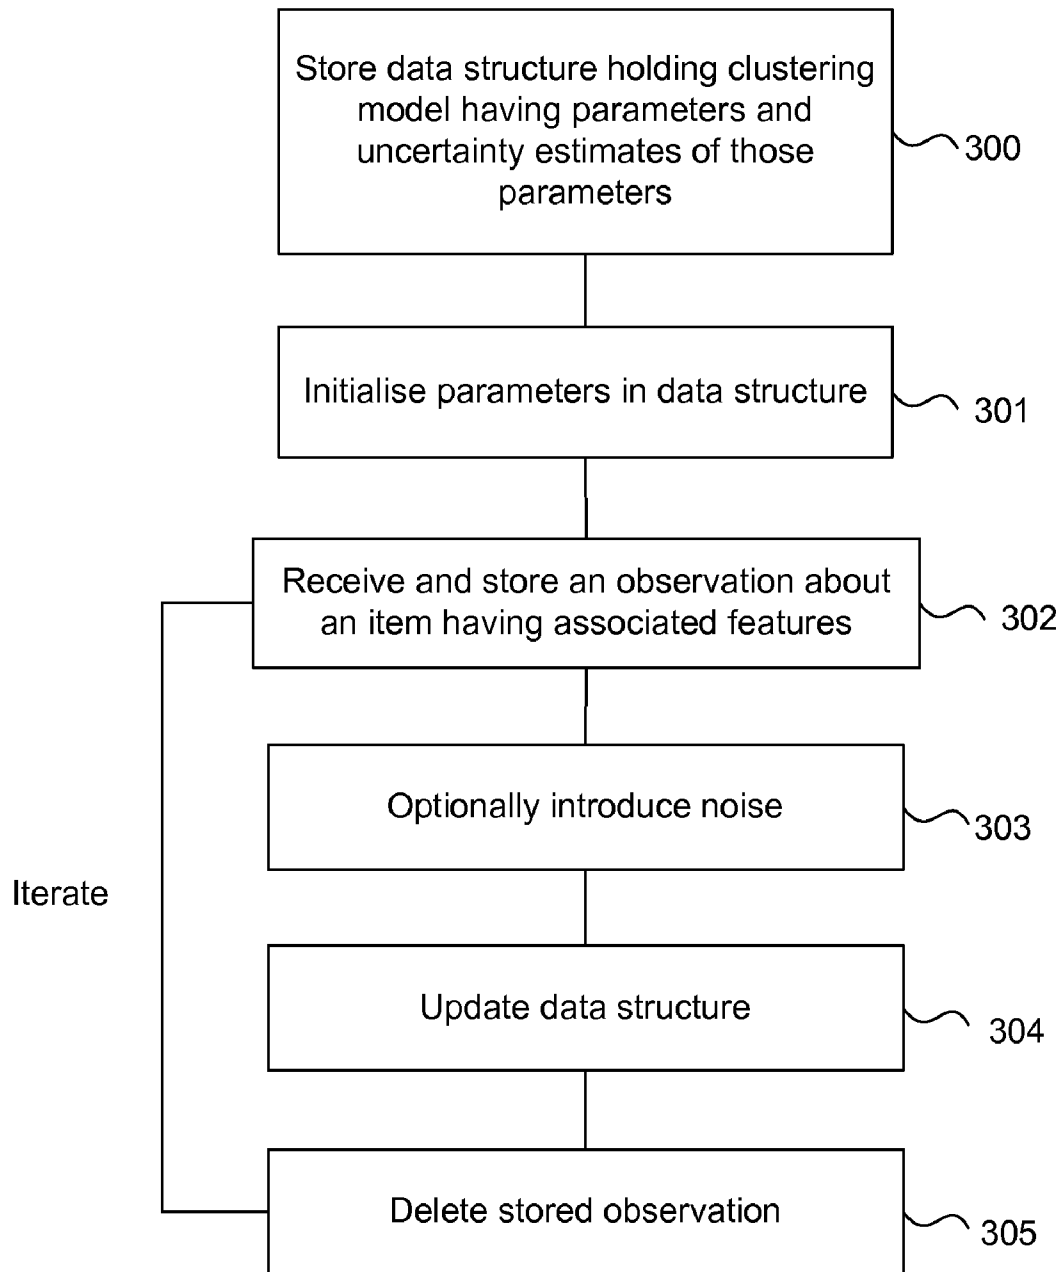 Store data structure holding clustering
model having parameters and
uncertainty estimates of those
parameters
300
Initialise parameters in data structure
301
Receive and store an observation about
an item having associated features
302
Optionally introduce noise
303
Iterate
Update data structure
304
Delete stored observation
305